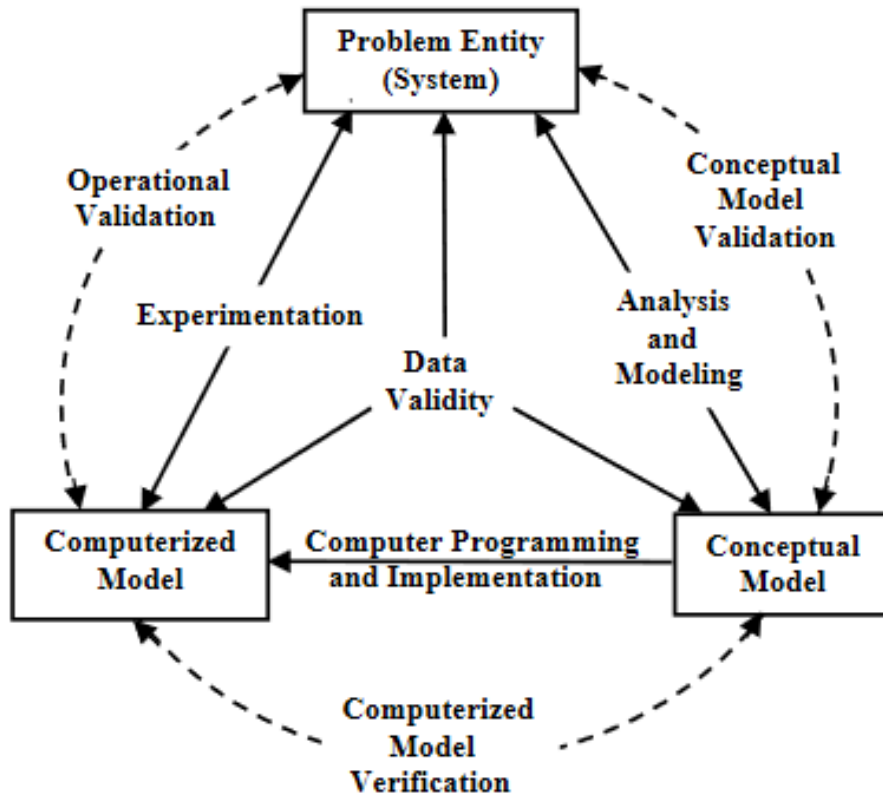 Problem Entity
(System)
Operational
Validation
Conceptual
Model
Validation
Experimentation
Analysis
and
Modeling
Data
Validity
Computerized
Model
Computer Programming
and Implementation
Conceptual
Model
Computerized
Model
Verification